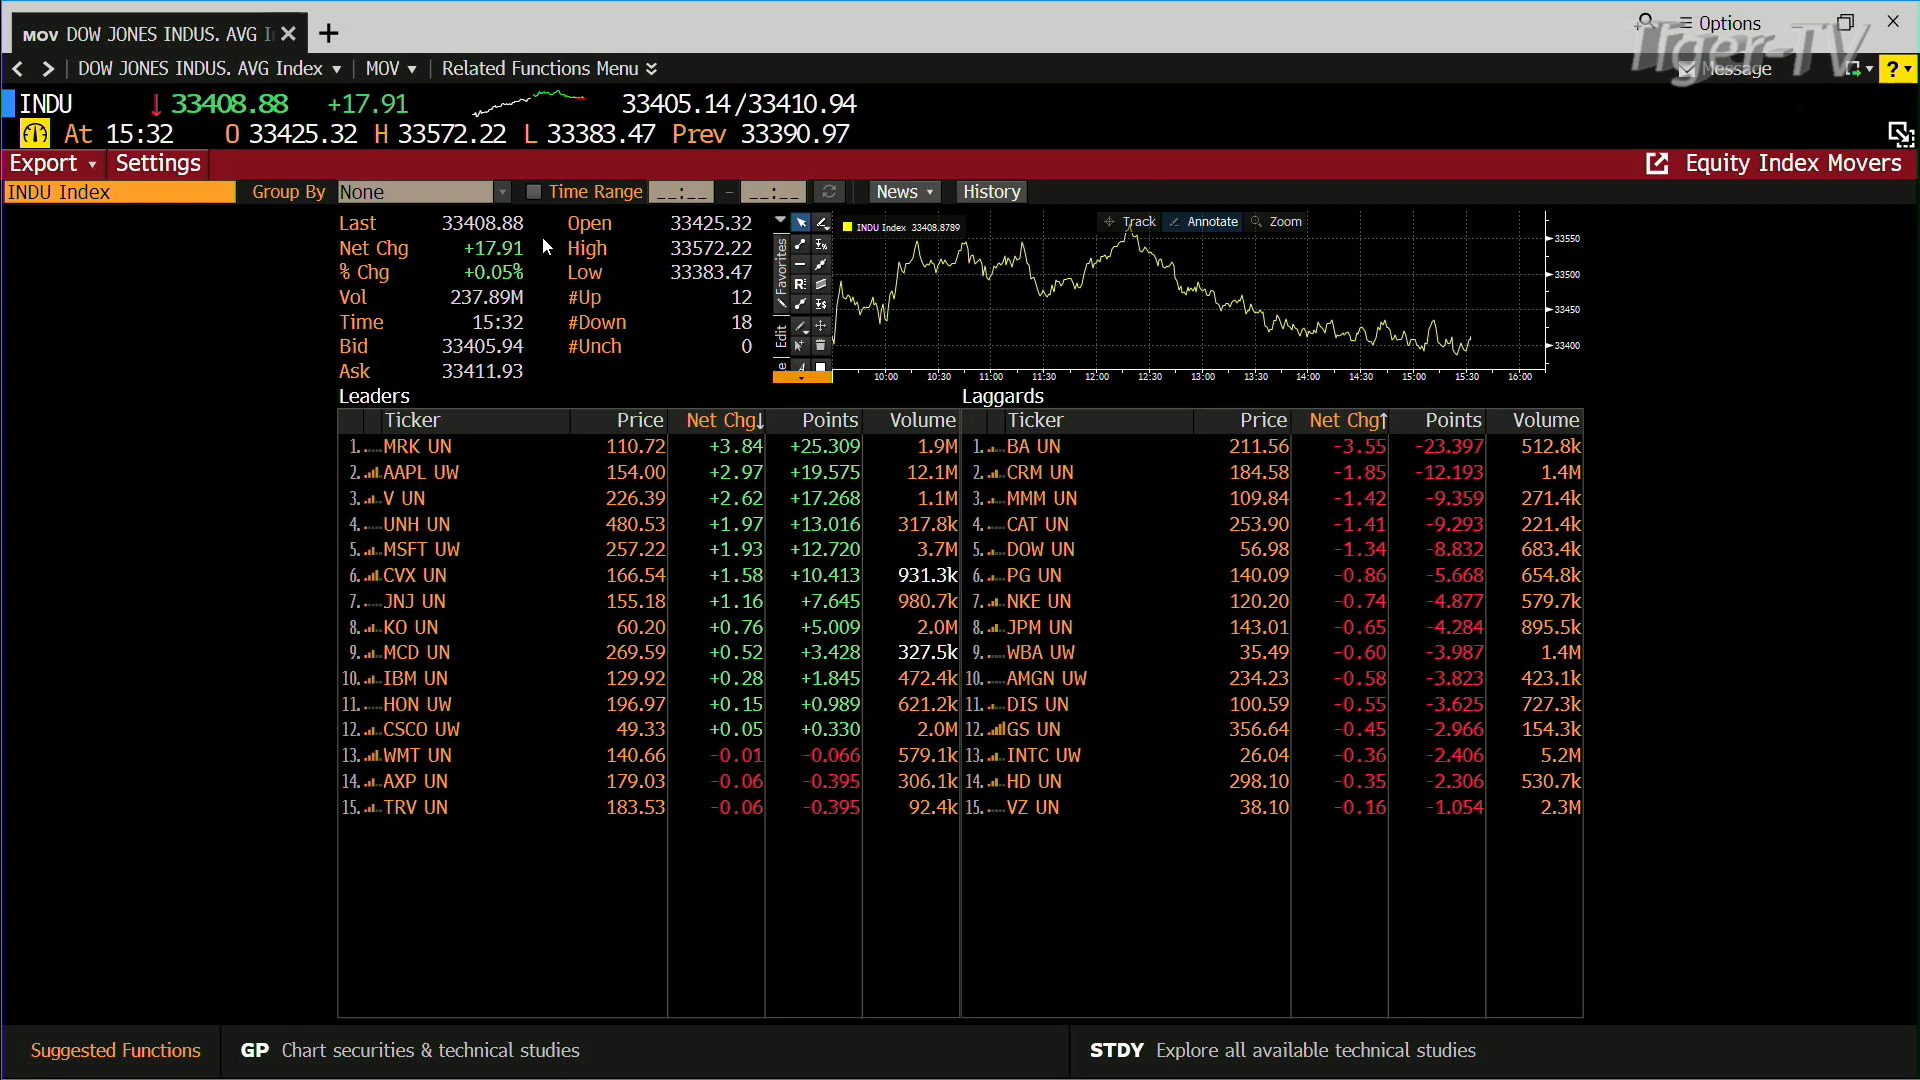 MOV DOW JONES INDUS. AVG I
Options
DOW JONES INDUS. AVG Index MOV Related Functions Menu
Message
Tiger-TV
?
INDU 33408.88 +17.91 33405.14/33410.94
At 15:32 O 33425.32 H 33572.22 L 33383.47 Prev 33390.97
Export Settings Equity Index Movers
INDU Index Group By None Time Range __:__ - __:__ News History
Last 33408.88 Open 33425.32
Net Chg +17.91 High 33572.22
% Chg +0.05% Low 33383.47
Vol 237.89M #Up 12
Time 15:32 #Down 18
Bid 33405.94 #Unch 0
Ask 33411.93
Favorites
Edit
INDU Index 33408.8789
Track Annotate Zoom
33550
33500
33450
33400
10:00 10:30 11:00 11:30 12:00 12:30 13:00 13:30 14:00 14:30 15:00 15:30 16:00
Leaders
Ticker Price Net Chg↓ Points Volume
1. MRK UN 110.72 +3.84 +25.309 1.9M
2. AAPL UW 154.00 +2.97 +19.575 12.1M
3. V UN 226.39 +2.62 +17.268 1.1M
4. UNH UN 480.53 +1.97 +13.016 317.8k
5. MSFT UW 257.22 +1.93 +12.720 3.7M
6. CVX UN 166.54 +1.58 +10.413 931.3k
7. JNJ UN 155.18 +1.16 +7.645 980.7k
8. KO UN 60.20 +0.76 +5.009 2.0M
9. MCD UN 269.59 +0.52 +3.428 327.5k
10. IBM UN 129.92 +0.28 +1.845 472.4k
11. HON UW 196.97 +0.15 +0.989 621.2k
12. CSCO UW 49.33 +0.05 +0.330 2.0M
13. WMT UN 140.66 -0.01 -0.066 579.1k
14. AXP UN 179.03 -0.06 -0.395 306.1k
15. TRV UN 183.53 -0.06 -0.395 92.4k
Laggards
Ticker Price Net Chg↑ Points Volume
1. BA UN 211.56 -3.55 -23.397 512.8k
2. CRM UN 184.58 -1.85 -12.193 1.4M
3. MMM UN 109.84 -1.42 -9.359 271.4k
4. CAT UN 253.90 -1.41 -9.293 221.4k
5. DOW UN 56.98 -1.34 -8.832 683.4k
6. PG UN 140.09 -0.86 -5.668 654.8k
7. NKE UN 120.20 -0.74 -4.877 579.7k
8. JPM UN 143.01 -0.65 -4.284 895.5k
9. WBA UW 35.49 -0.60 -3.987 1.4M
10. AMGN UW 234.23 -0.58 -3.823 423.1k
11. DIS UN 100.59 -0.55 -3.625 727.3k
12. GS UN 356.64 -0.45 -2.966 154.3k
13. INTC UW 26.04 -0.36 -2.406 5.2M
14. HD UN 298.10 -0.35 -2.306 530.7k
15. VZ UN 38.10 -0.16 -1.054 2.3M
Suggested Functions GP Chart securities & technical studies STDY Explore all available technical studies